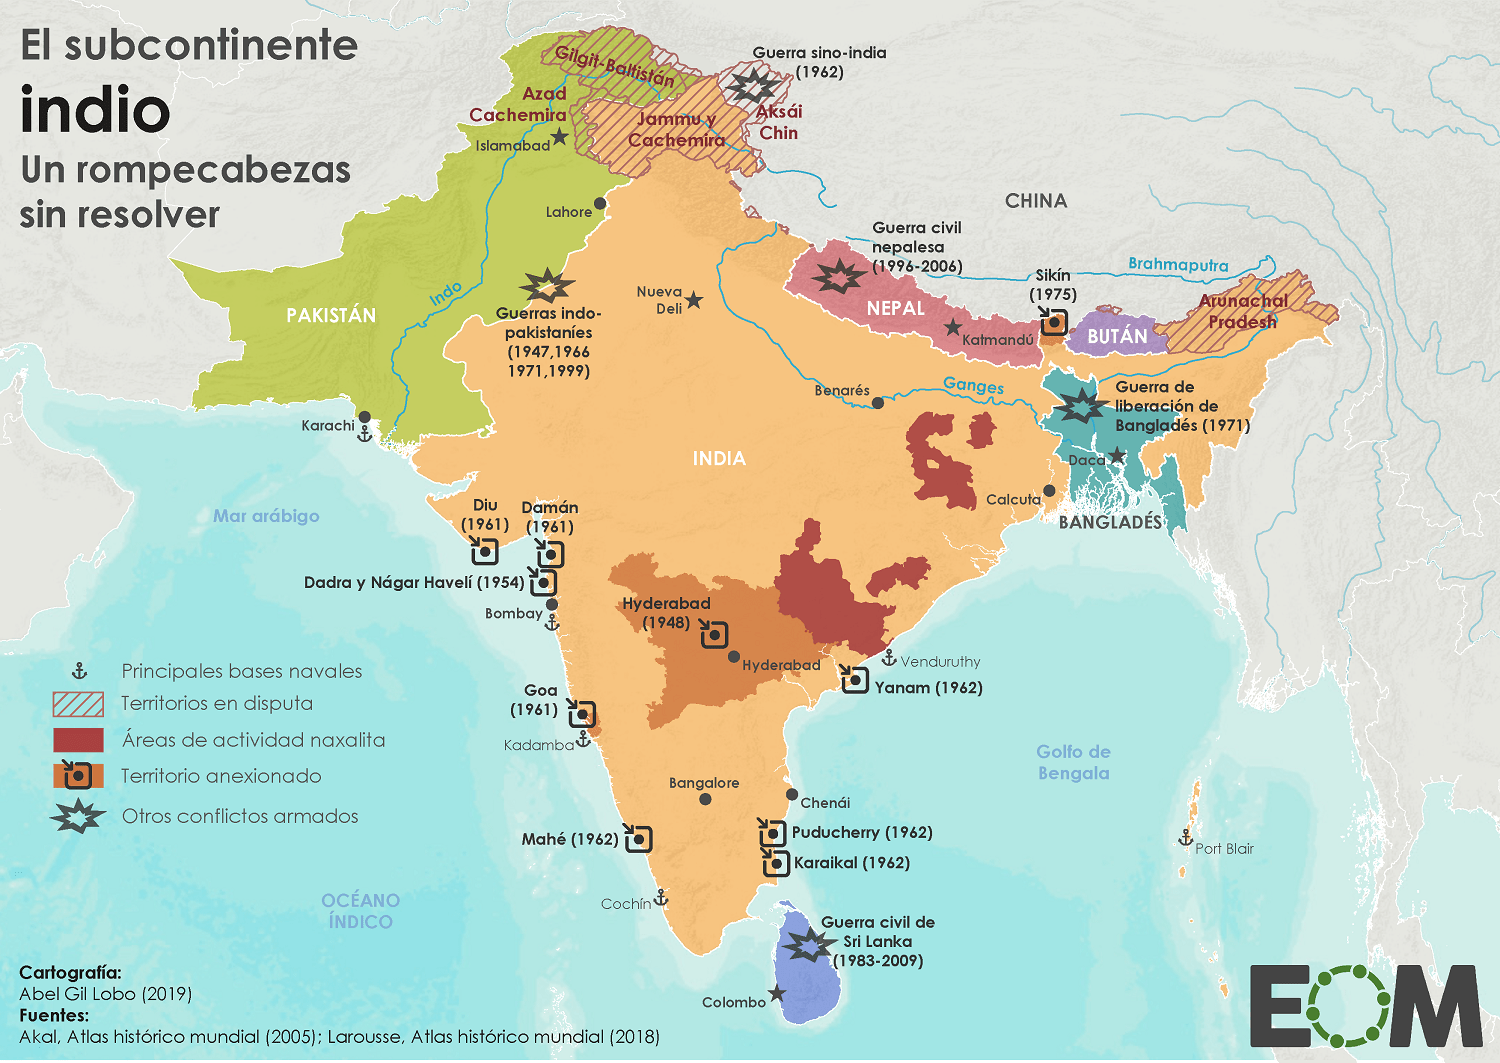 El subcontinente
indio
Un rompecabezas
sin resolver
Gilgit-Baltistán
Guerra sino-india
(1962)
Azad
Cachemira
Aksái
Chin
Jammu y
Cachemira
Islamabad
Lahore
CHINA
Guerra civil
nepalesa
(1996-2006)
Brahmaputra
Sikín
(1975)
Arunachal
Pradesh
Indo
Nueva
Deli
PAKISTÁN
Guerras indo-
pakistaníes
(1947,1966
1971,1999)
NEPAL
Katmandú
BUTÁN
Benarés
Ganges
Guerra de
liberación de
Bangladés (1971)
Karachi
INDIA
Daca
Calcuta
BANGLADÉS
Mar arábigo
Diu
(1961)
Damán
(1961)
Dadra y Nágar Havelí (1954)
Bombay
Hyderabad
(1948)
Hyderabad
Venduruthy
Yanam (1962)
Goa
(1961)
Kadamba
Principales bases navales
Territorios en disputa
Áreas de actividad naxalita
Territorio anexionado
Otros conflictos armados
Golfo de
Bengala
Bangalore
Chenái
Mahé (1962)
Puducherry (1962)
Karaikal (1962)
Port Blair
Cochín
OCÉANO
ÍNDICO
Guerra civil de
Sri Lanka
(1983-2009)
Colombo
Cartografía:
Abel Gil Lobo (2019)
Fuentes:
Akal, Atlas histórico mundial (2005); Larousse, Atlas histórico mundial (2018)
EOM